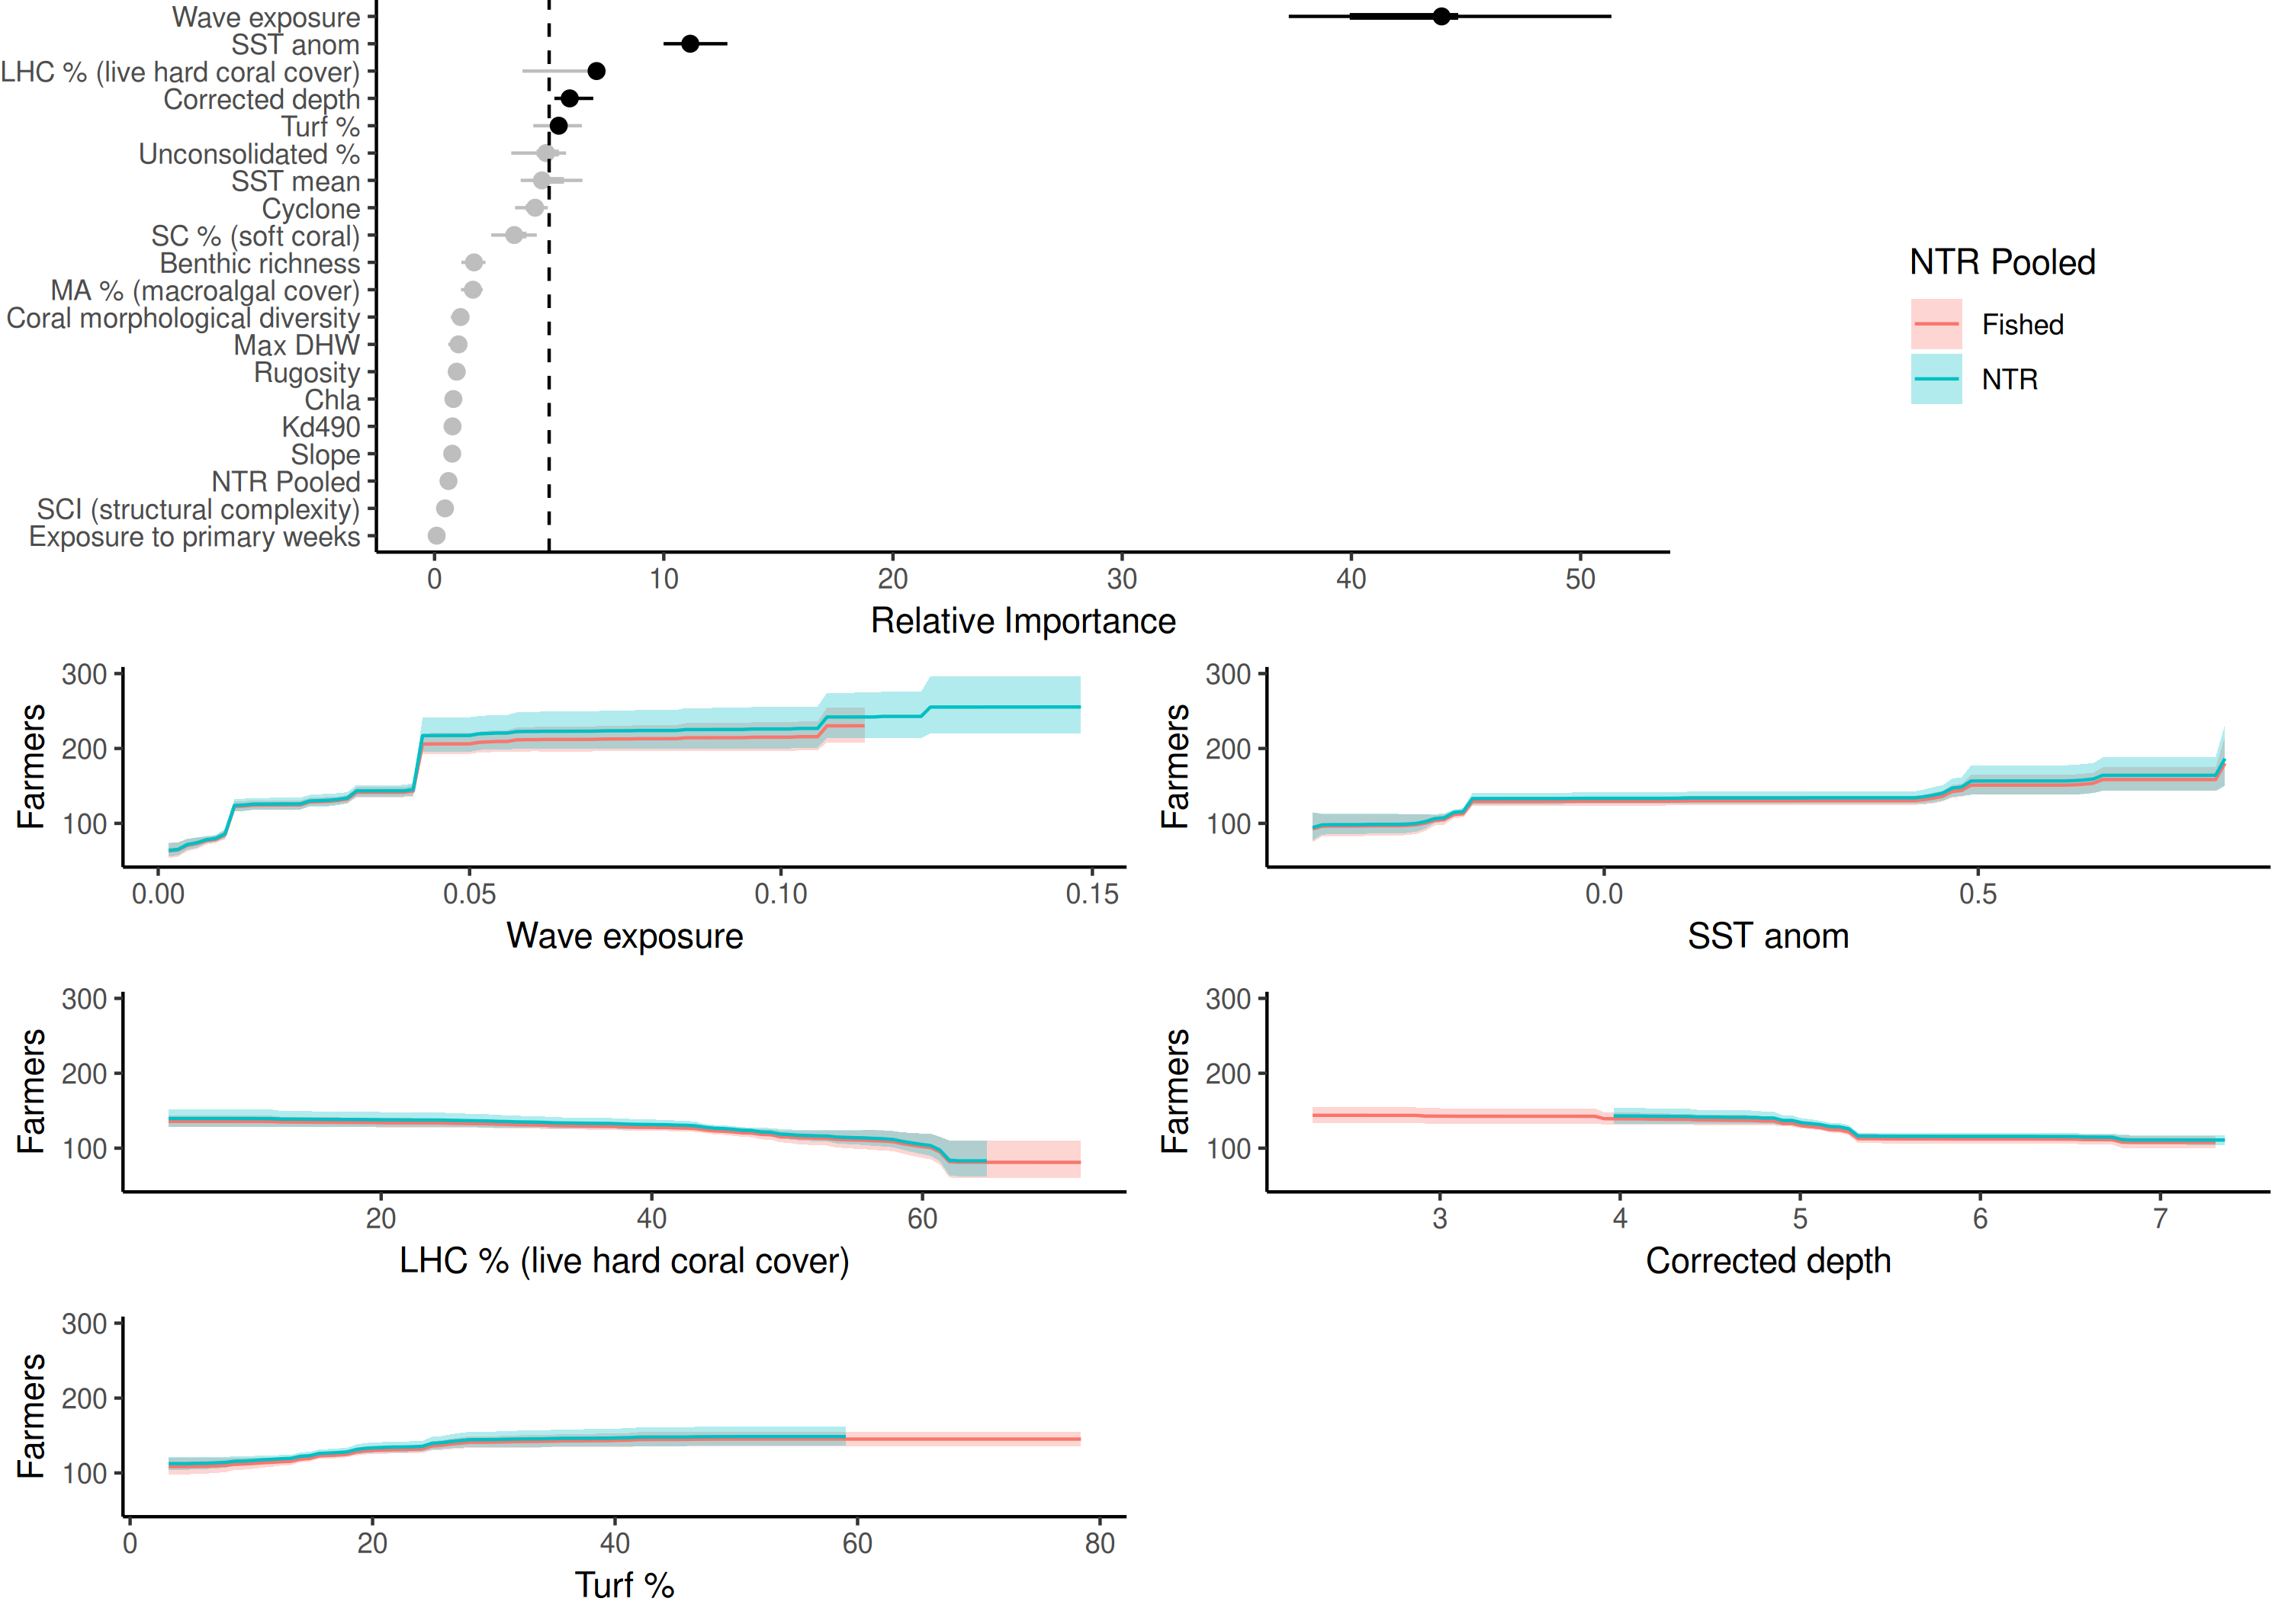 Wave exposure
SST anom
LHC % (live hard coral cover)
Corrected depth
Turf %
Unconsolidated %
SST mean
Cyclone
SC % (soft coral)
Benthic richness
MA % (macroalgal cover)
Coral morphological diversity
Max DHW
Rugosity
Chla
Kd490
Slope
NTR Pooled
SCI (structural complexity)
Exposure to primary weeks
0 10 20 30 40 50
Relative Importance
NTR Pooled
Fished
NTR
300
200
100
Farmers
0.00 0.05 0.10 0.15
Wave exposure
300
200
100
Farmers
0.0 0.5
SST anom
300
200
100
Farmers
20 40 60
LHC % (live hard coral cover)
300
200
100
Farmers
3 4 5 6 7
Corrected depth
300
200
100
Farmers
0 20 40 60 80
Turf %